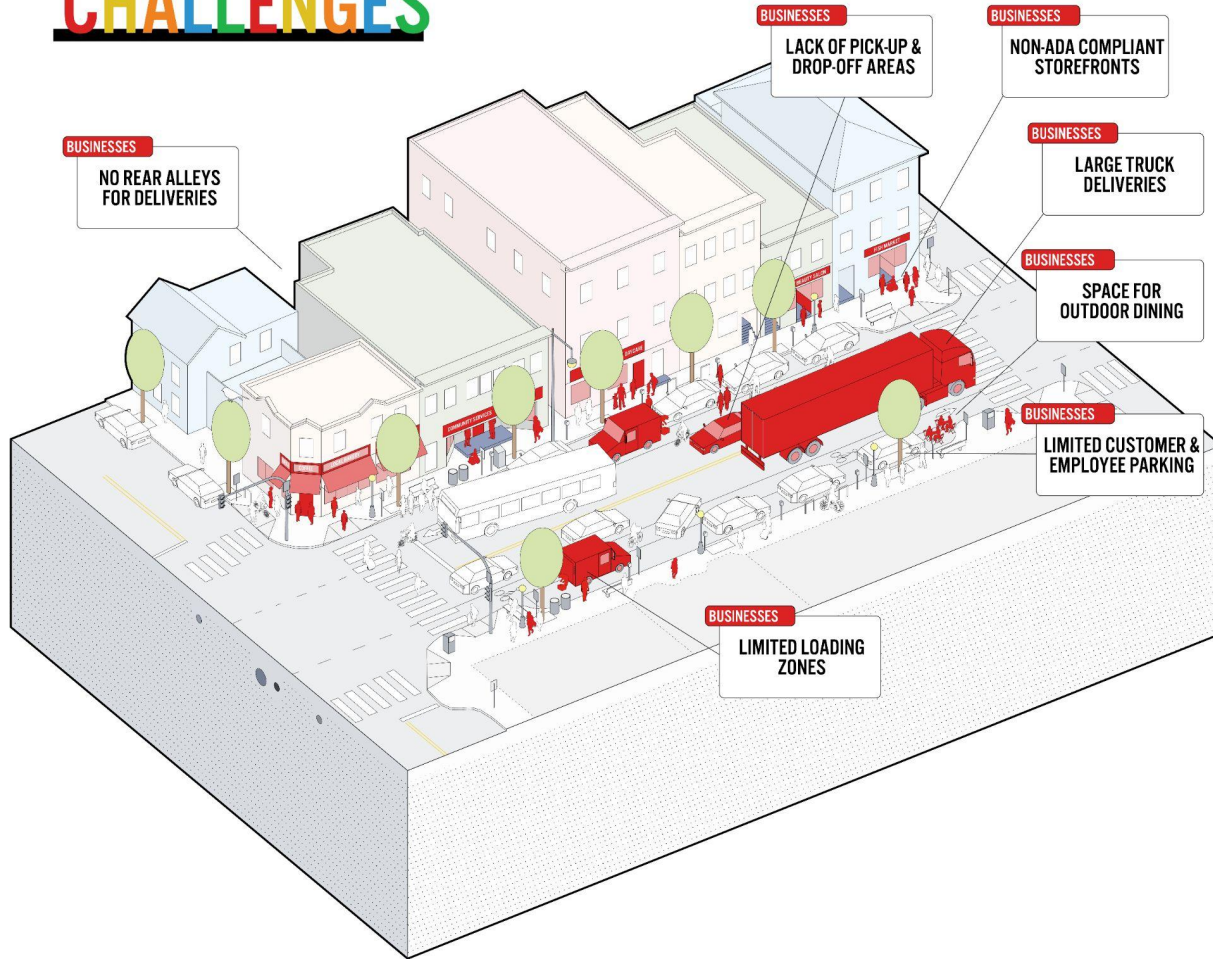 CHALLENGES
BUSINESSES
LACK OF PICK-UP &
DROP-OFF AREAS
BUSINESSES
NON-ADA COMPLIANT
STOREFRONTS
BUSINESSES
NO REAR ALLEYS
FOR DELIVERIES
BUSINESSES
LARGE TRUCK
DELIVERIES
BUSINESSES
SPACE FOR
OUTDOOR DINING
BUSINESSES
LIMITED CUSTOMER &
EMPLOYEE PARKING
BUSINESSES
LIMITED LOADING
ZONES
FISH MARKET
BEAUTY SALON
COMMUNITY SERVICES